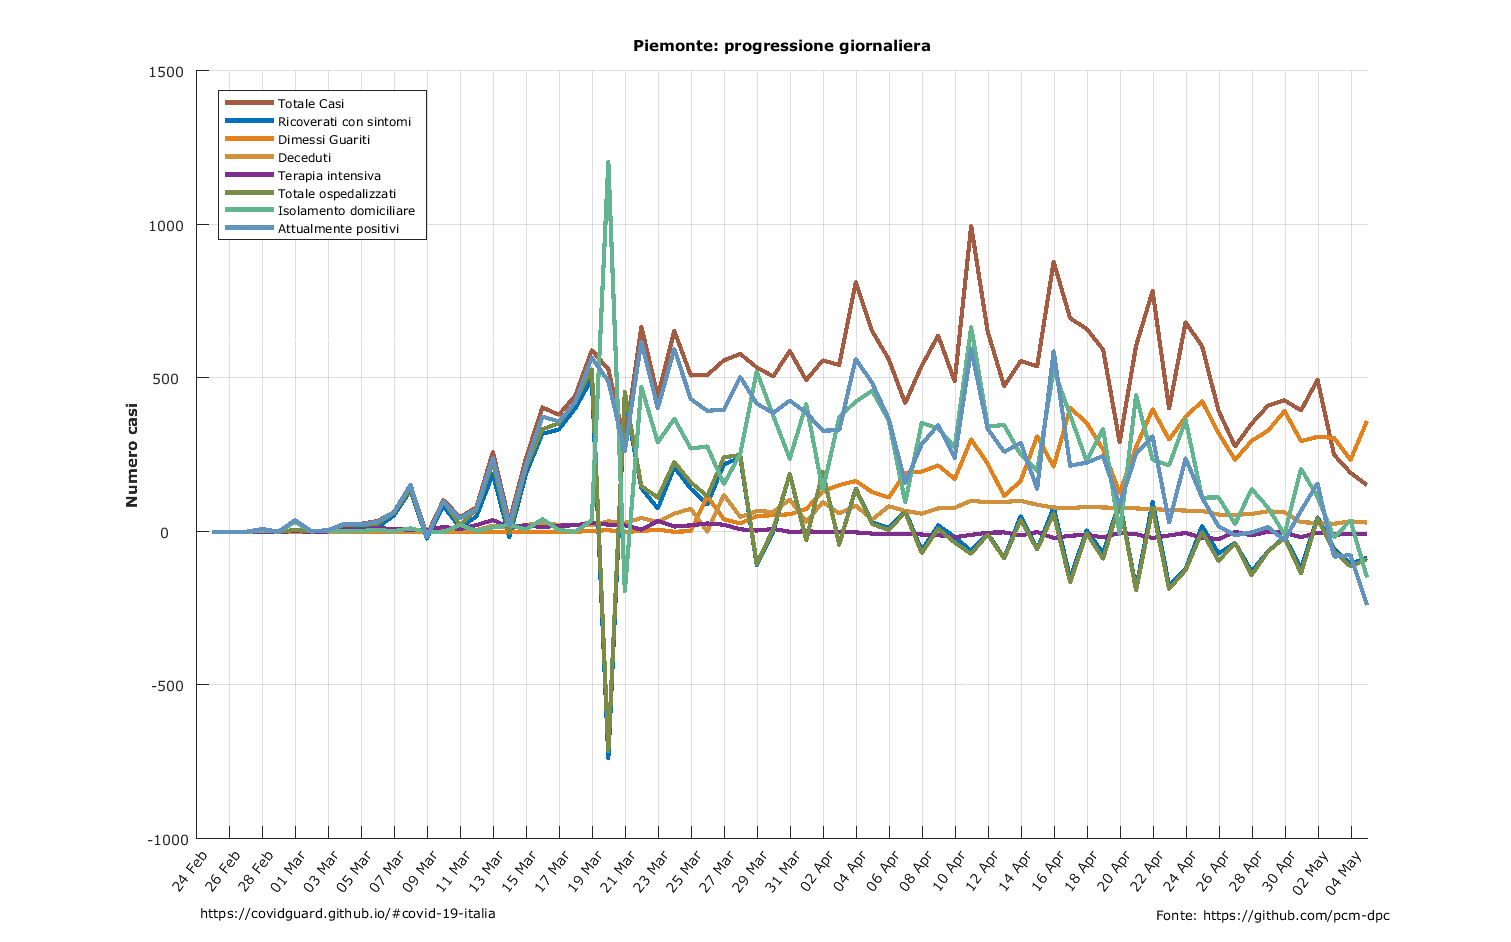 Piemonte: progressione giornaliera
1500
1000
500
0
-500
-1000
Numero casi
Totale Casi
Ricoverati con sintomi
Dimessi Guariti
Deceduti
Terapia intensiva
Totale ospedalizzati
Isolamento domiciliare
Attualmente positivi
24 Feb
26 Feb
28 Feb
01 Mar
03 Mar
05 Mar
07 Mar
09 Mar
11 Mar
13 Mar
15 Mar
17 Mar
19 Mar
21 Mar
23 Mar
25 Mar
27 Mar
29 Mar
31 Mar
02 Apr
04 Apr
06 Apr
08 Apr
10 Apr
12 Apr
14 Apr
16 Apr
18 Apr
20 Apr
22 Apr
24 Apr
26 Apr
28 Apr
30 Apr
02 May
04 May
https://covidguard.github.io/#covid-19-italia
Fonte: https://github.com/pcm-dpc